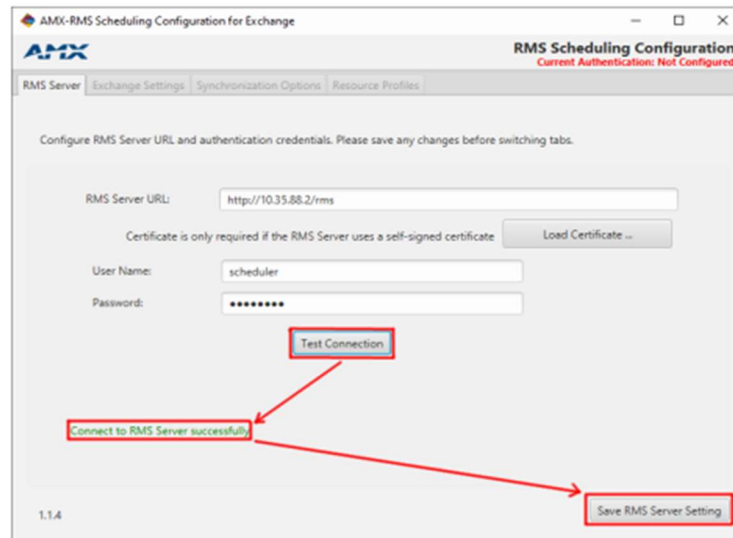 AMX-RMS Scheduling Configuration for Exchange
AMX
RMS Scheduling Configuration
Current Authentication: Not Configured
RMS Server Exchange Settings Synchronization Options Resource Profiles
Configure RMS Server URL and authentication credentials. Please save any changes before switching tabs.
RMS Server URL: http://10.35.88.2/rms
Certificate is only required if the RMS Server uses a self-signed certificate Load Certificate ...
User Name: scheduler
Password: ●●●●●●●●
Test Connection
Connect to RMS Server successfully
Save RMS Server Setting
1.1.4